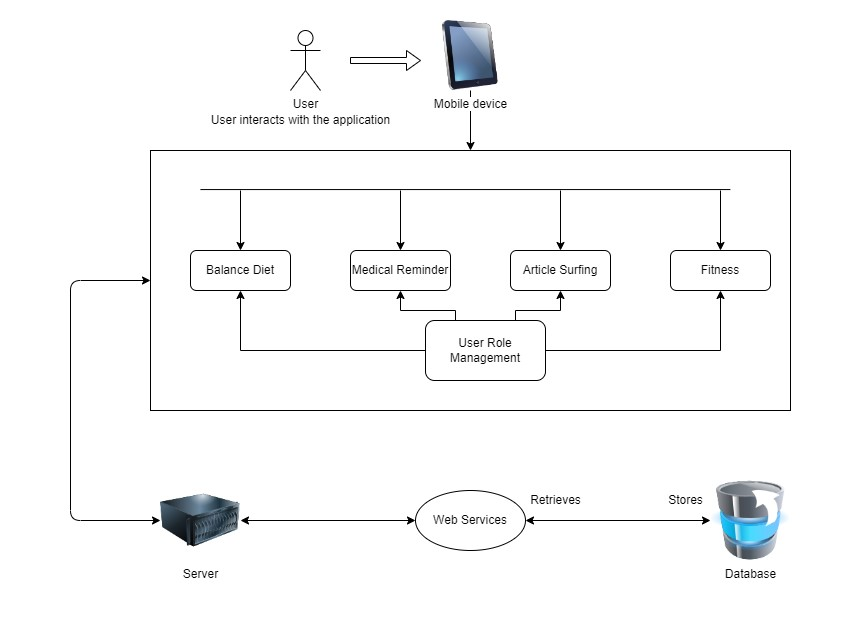 User
User interacts with the application
Mobile device
Balance Diet
Medical Reminder
Article Surfing
Fitness
User Role
Management
Retrieves
Stores
Web Services
Server
Database